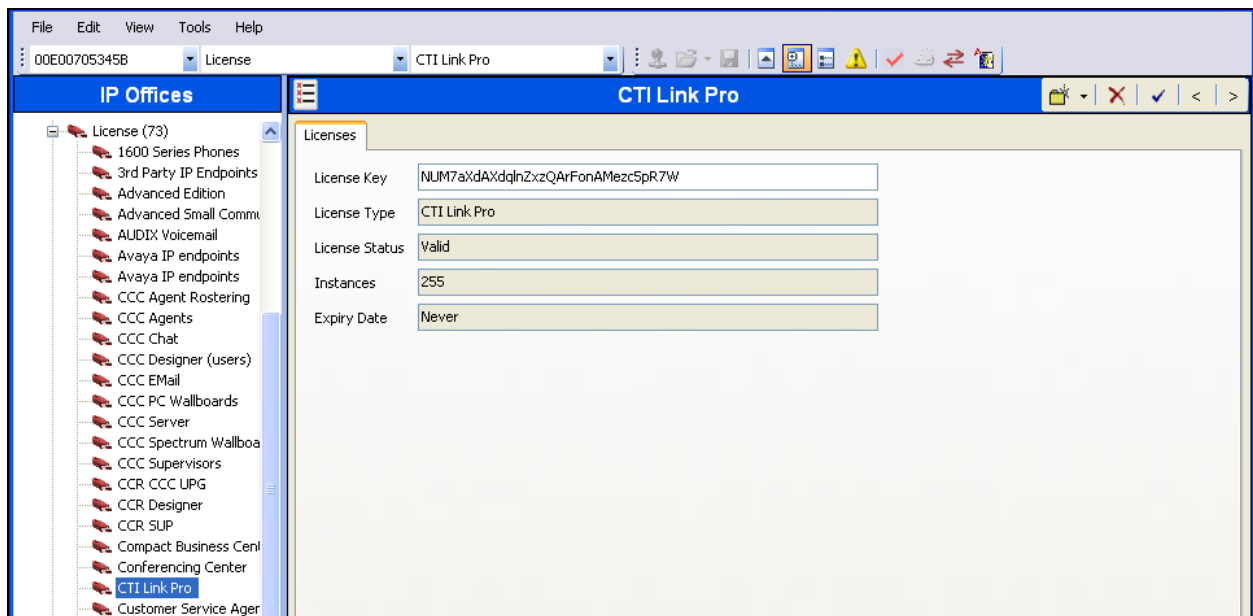 File Edit View Tools Help
00E00705345B License CTI Link Pro
IP Offices
CTI Link Pro
License (73)
1600 Series Phones
3rd Party IP Endpoints
Advanced Edition
Advanced Small Commu
AUDIX Voicemail
Avaya IP endpoints
Avaya IP endpoints
CCC Agent Rostering
CCC Agents
CCC Chat
CCC Designer (users)
CCC EMail
CCC PC Wallboards
CCC Server
CCC Spectrum Wallboa
CCC Supervisors
CCR CCC UPG
CCR Designer
CCR SUP
Compact Business Cent
Conferencing Center
CTI Link Pro
Customer Service Ager
Licenses
License Key NUM7aXdAXdqlnZxzQArFonAMezc5pR7W
License Type CTI Link Pro
License Status Valid
Instances 255
Expiry Date Never